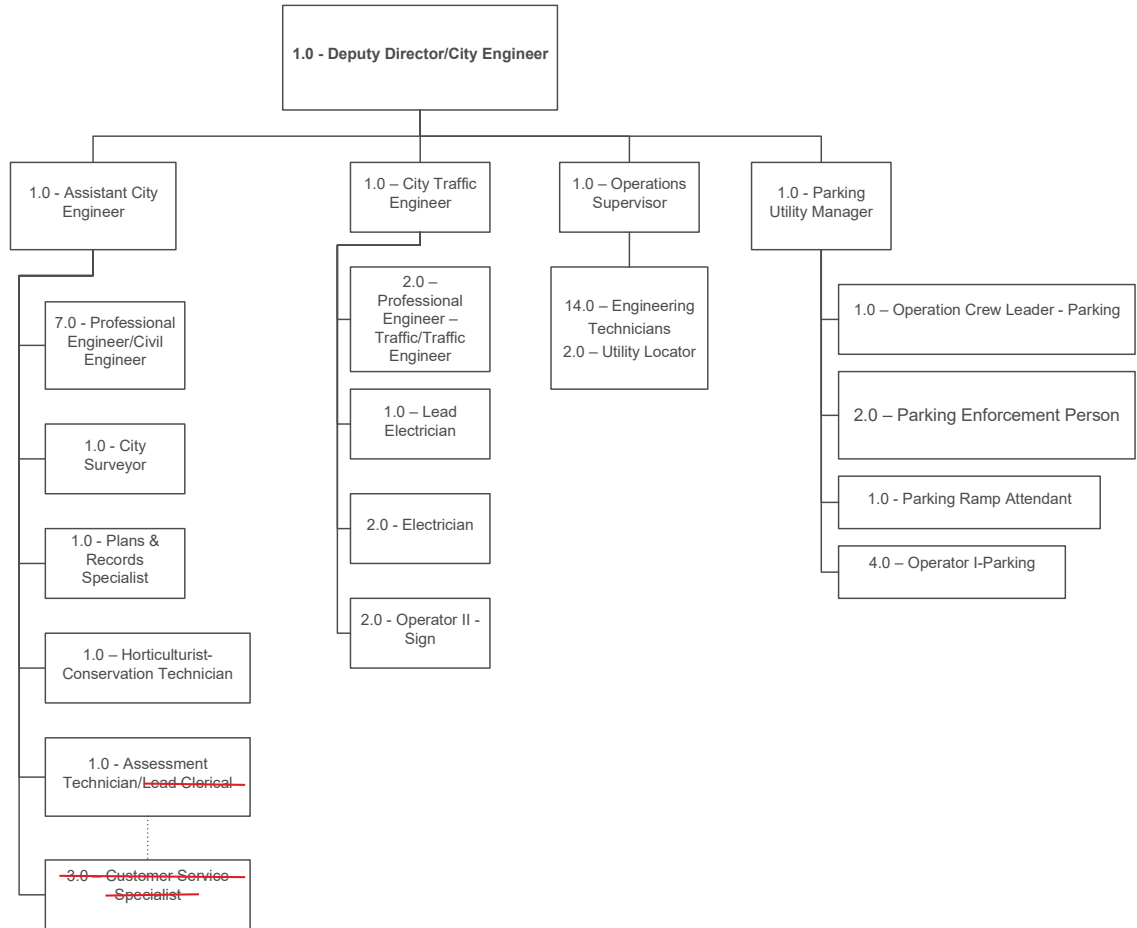 1.0 - Deputy Director/City Engineer
1.0 - Assistant City
Engineer
1.0 – City Traffic
Engineer
1.0 – Operations
Supervisor
1.0 - Parking
Utility Manager
7.0 - Professional
Engineer/Civil
Engineer
1.0 - City
Surveyor
1.0 - Plans &
Records
Specialist
1.0 – Horticulturist-
Conservation Technician
1.0 - Assessment
Technician/Lead Clerical
3.0 – Customer Service
Specialist
2.0 –
Professional
Engineer –
Traffic/Traffic
Engineer
1.0 – Lead
Electrician
2.0 - Electrician
2.0 - Operator II -
Sign
14.0 – Engineering
Technicians
2.0 – Utility Locator
1.0 – Operation Crew Leader - Parking
2.0 – Parking Enforcement Person
1.0 - Parking Ramp Attendant
4.0 – Operator I-Parking